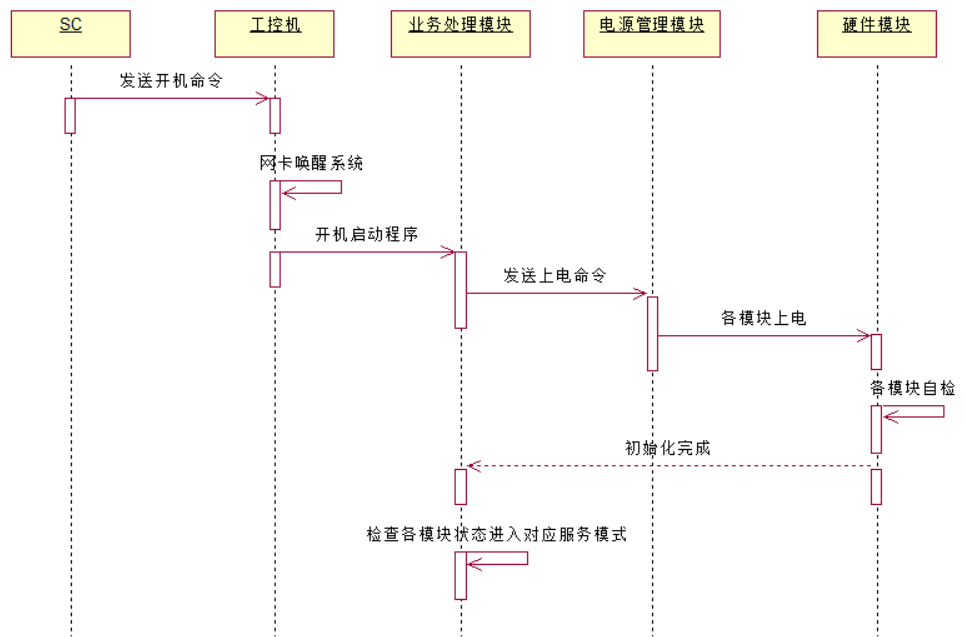 SC
工控机
业务处理模块
电源管理模块
硬件模块
发送开机命令
网卡唤醒系统
开机启动程序
发送上电命令
各模块上电
各模块自检
初始化完成
检查各模块状态进入对应服务模式